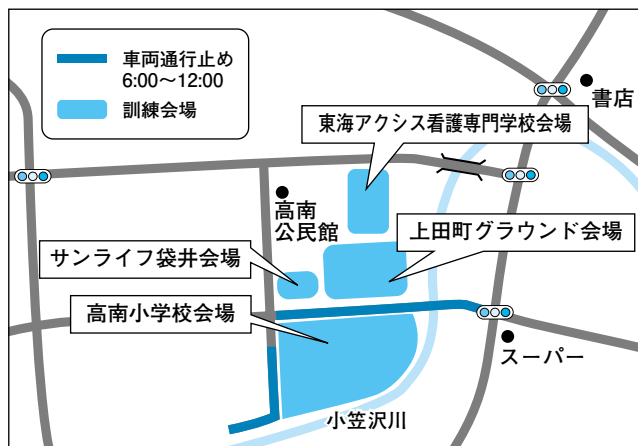 車両通行止め
6:00〜12:00
訓練会場
書店
東海アクシス看護専門学校会場
高南
公民館
上田町グラウンド会場
サンライフ袋井会場
高南小学校会場
スーパー
小笠沢川